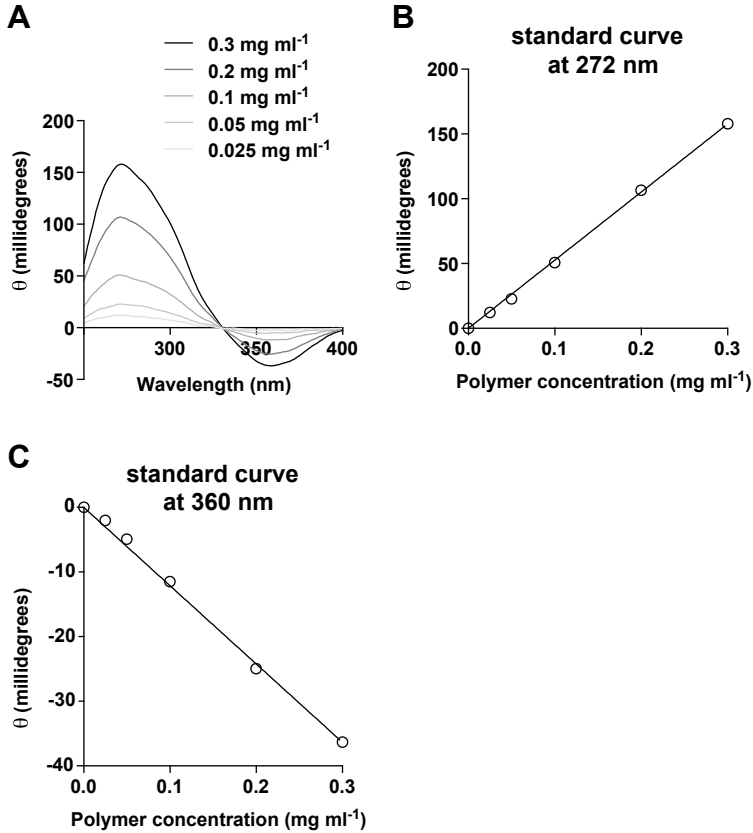 A
0.3 mg ml-1
0.2 mg ml-1
0.1 mg ml-1
0.05 mg ml-1
0.025 mg ml-1
200
150
100
50
0
-50
300
350
400
θ (millidegrees)
Wavelength (nm)
B
standard curve
at 272 nm
200
150
100
50
0
0.0
0.1
0.2
0.3
θ (millidegrees)
Polymer concentration (mg ml-1)
C
standard curve
at 360 nm
0
-10
-20
-30
-40
0.0
0.1
0.2
0.3
θ (millidegrees)
Polymer concentration (mg ml-1)